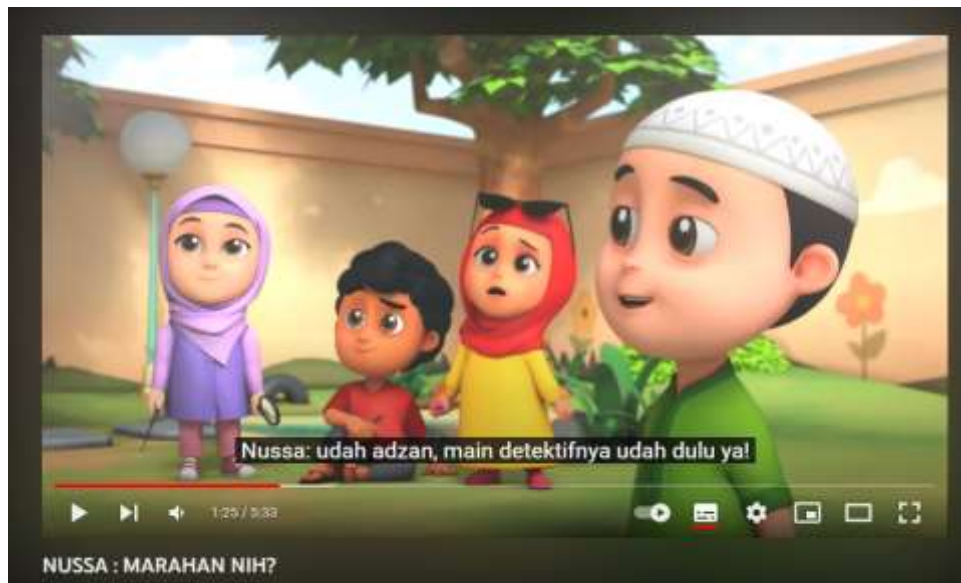 Nussa: udah adzan, main detektifnya udah dulu ya!
1:25 / 5:33
NUSSA : MARAHAN NIH?